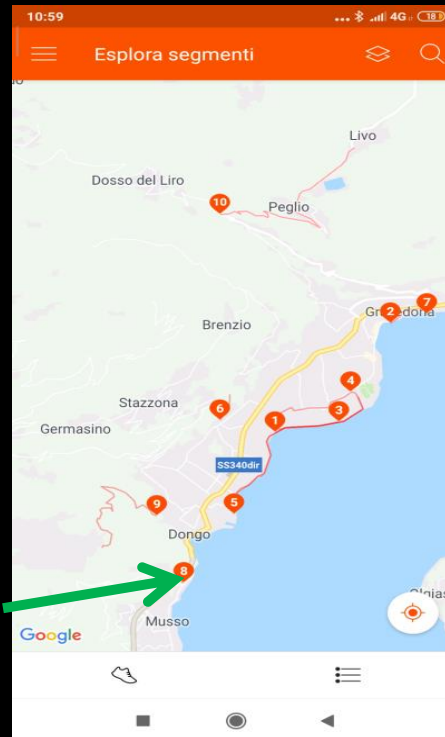 10:59
... 4G 18
Esplora segmenti
Livo
Dosso del Liro
10
Peglio
7
2
Brenzio
4
Stazzona
6
3
1
Germasino
SS340dir
9
5
Dongo
8
Musso
Google